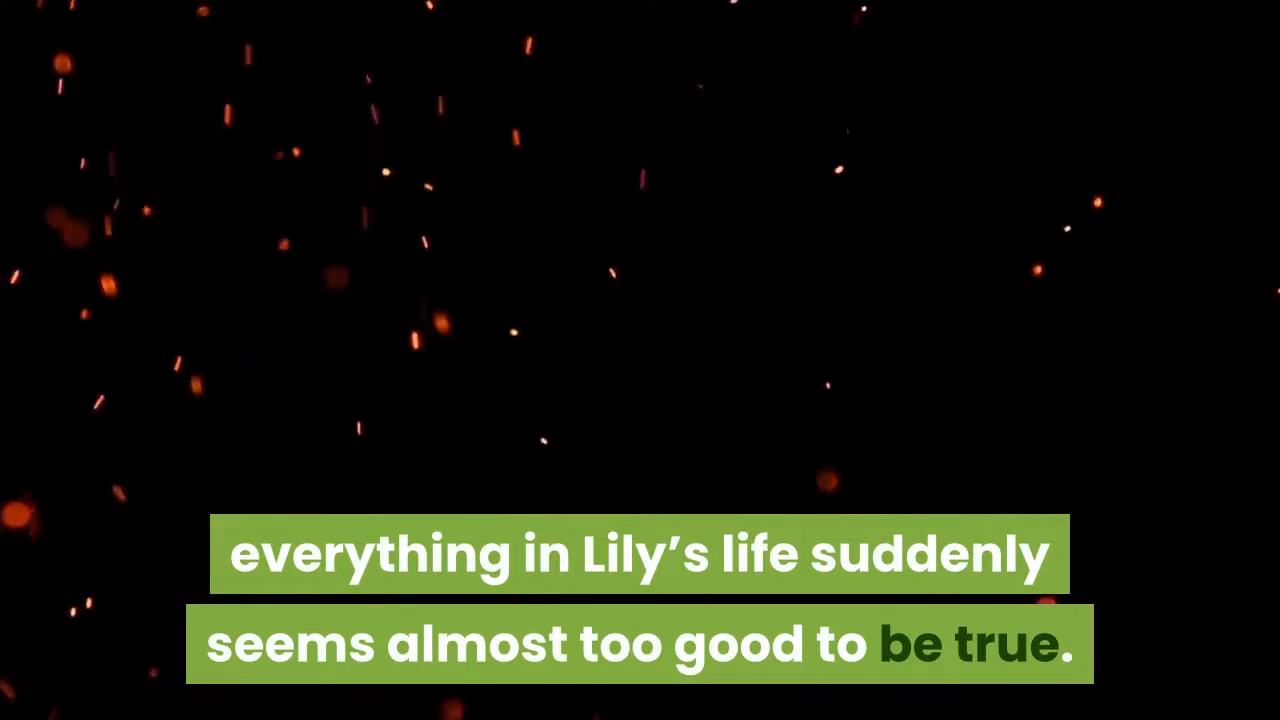 everything in Lily’s life suddenly
seems almost too good to be true.